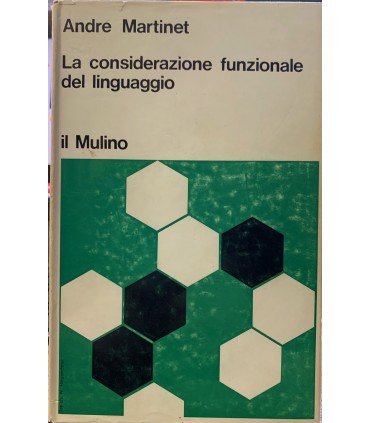 Andre Martinet
La considerazione funzionale
del linguaggio
il Mulino